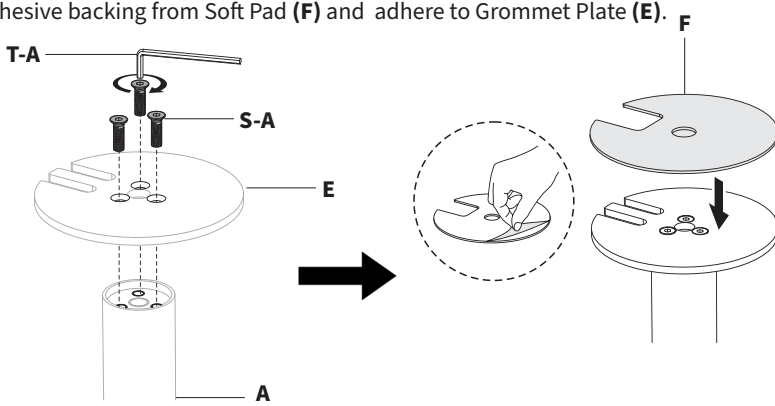 hesive backing from Soft Pad (F) and adhere to Grommet Plate (E).
F
T-A
S-A
E
A